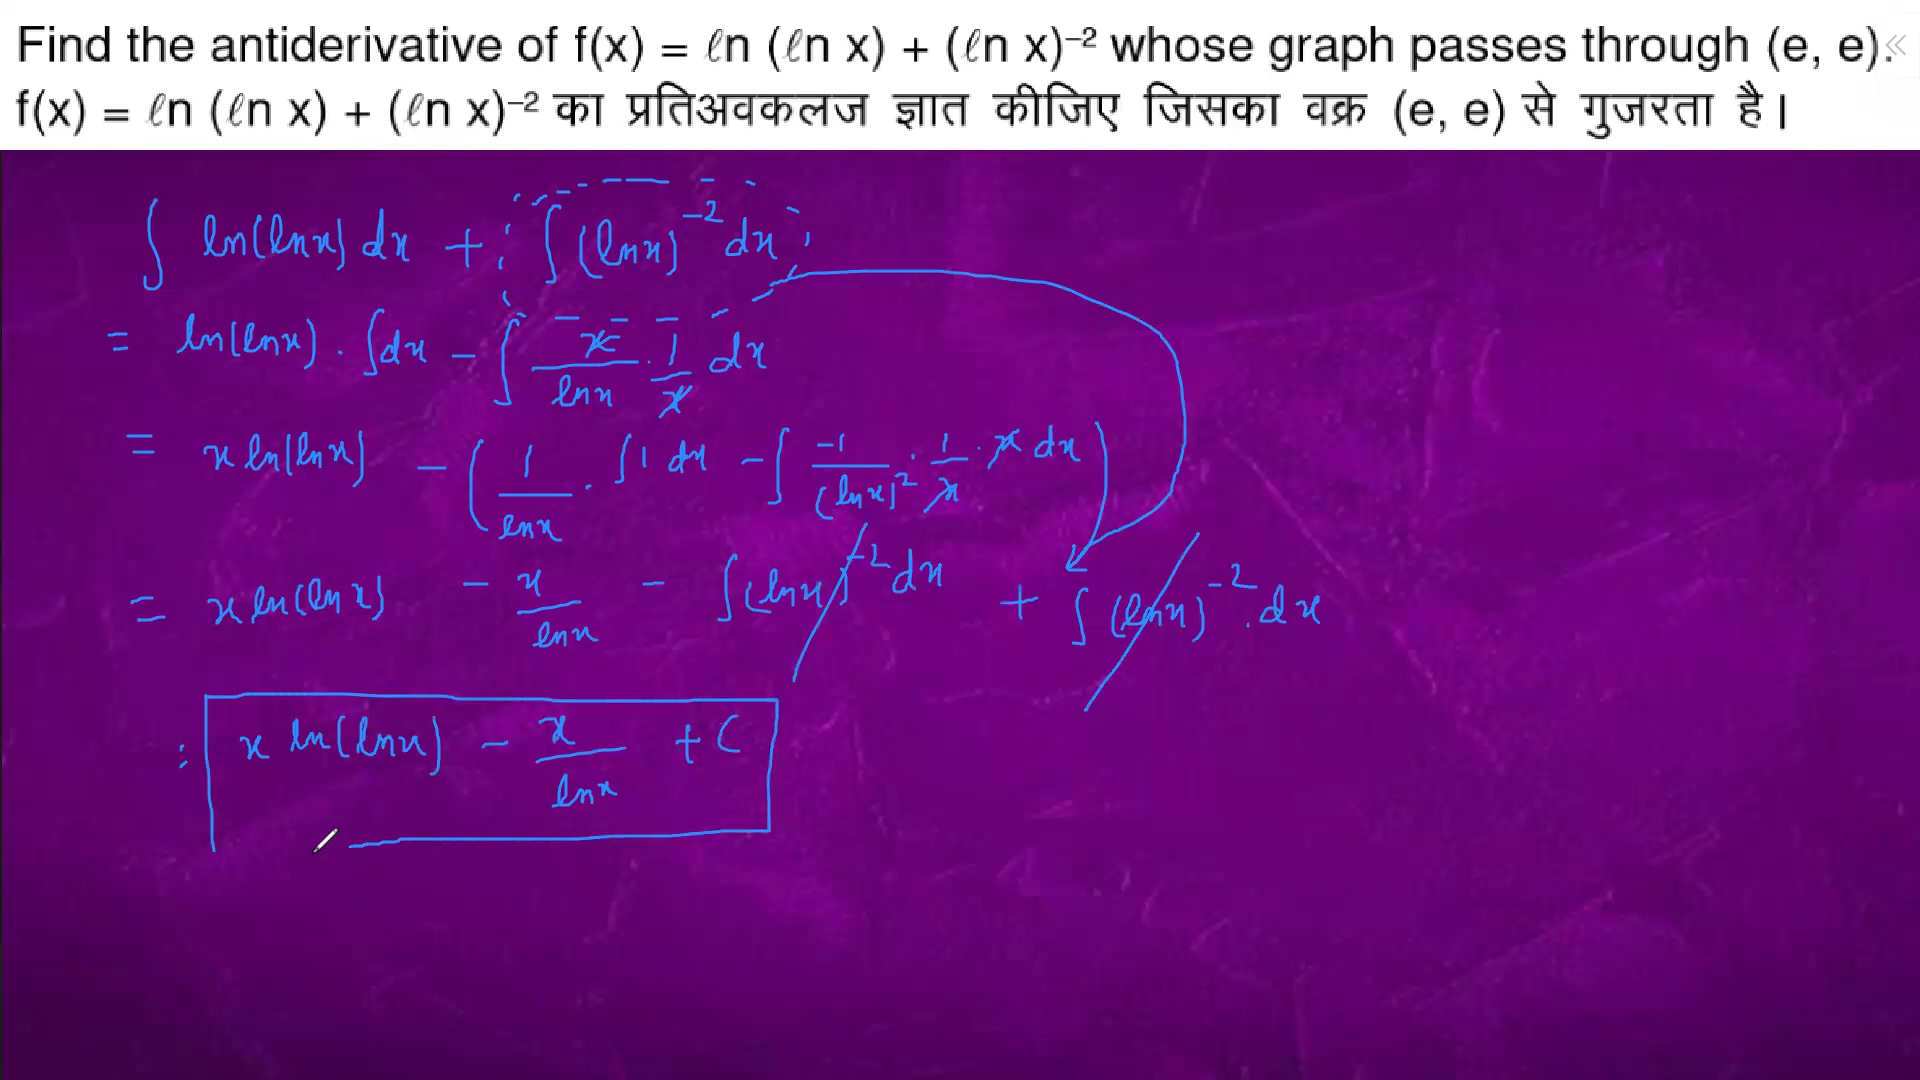 Find the antiderivative of f(x) = ℓn (ℓn x) + (ℓn x)⁻² whose graph passes through (e, e).
f(x) = ℓn (ℓn x) + (ℓn x)⁻² का प्रतिअवकलज ज्ञात कीजिए जिसका वक्र (e, e) से गुजरता है।
∫ ln(lnx) dx + ∫ (lnx)⁻² dx
= ln(lnx) · ∫dx − ∫ x/lnx · 1/x dx
= x ln(lnx) − (1/lnx · ∫1 dx − ∫ −1/(lnx)² · 1/x · x dx)
= x ln(lnx) − x/lnx − ∫(lnx)⁻² dx + ∫(lnx)⁻² . dx
: x ln(lnx) − x/lnx + C